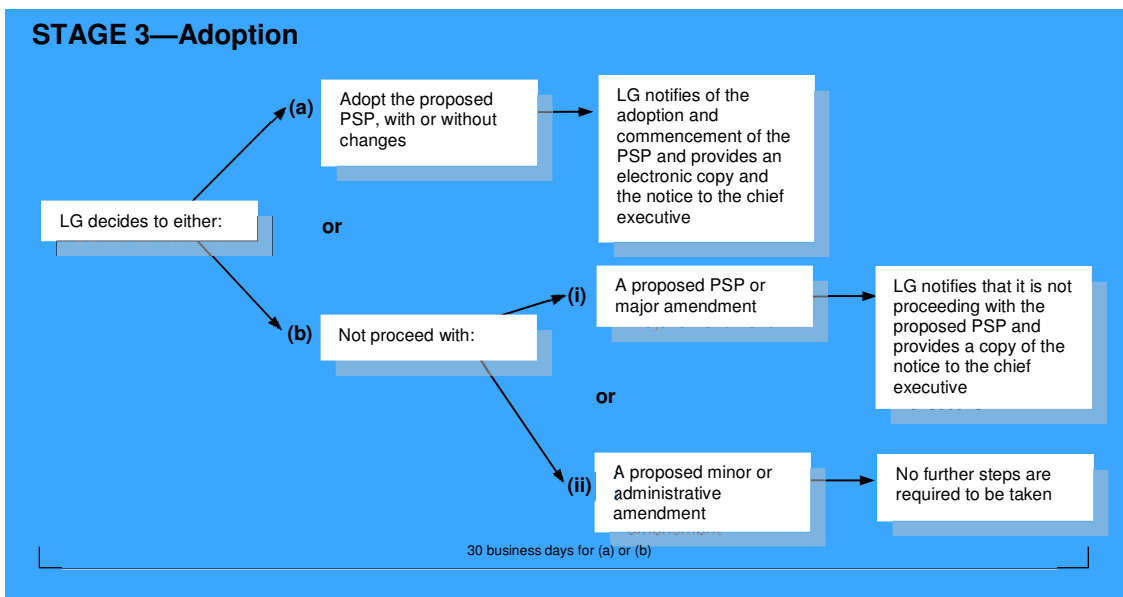 STAGE 3—Adoption
(a)
Adopt the proposed
PSP, with or without
changes
LG notifies of the
adoption and
commencement of the
PSP and provides an
electronic copy and
the notice to the chief
executive
LG decides to either:
or
(b)
Not proceed with:
(i)
A proposed PSP or
major amendment
LG notifies that it is not
proceeding with the
proposed PSP and
provides a copy of the
notice to the chief
executive
or
(ii)
A proposed minor or
administrative
amendment
No further steps are
required to be taken
30 business days for (a) or (b)